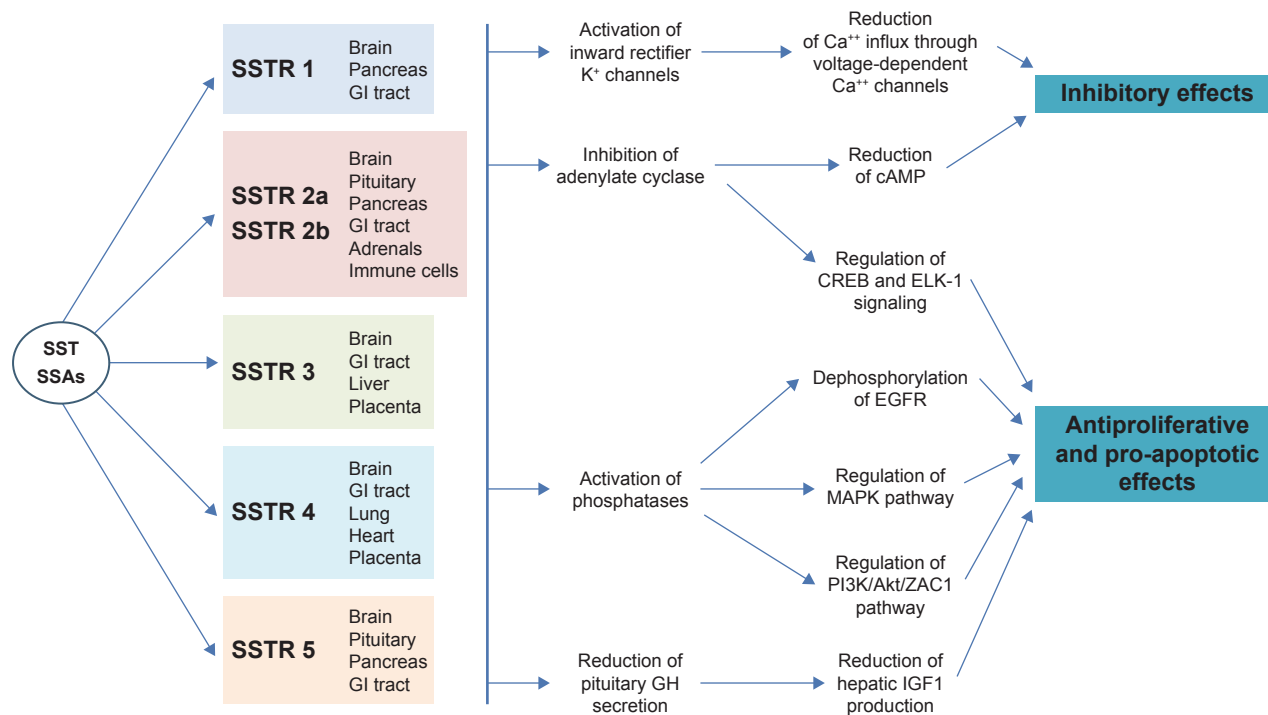 SST
SSAs
SSTR 1
Brain
Pancreas
GI tract
SSTR 2a
SSTR 2b
Brain
Pituitary
Pancreas
GI tract
Adrenals
Immune cells
SSTR 3
Brain
GI tract
Liver
Placenta
SSTR 4
Brain
GI tract
Lung
Heart
Placenta
SSTR 5
Brain
Pituitary
Pancreas
GI tract
Activation of
inward rectifier
K⁺ channels
Reduction
of Ca⁺⁺ influx through
voltage-dependent
Ca⁺⁺ channels
Inhibitory effects
Inhibition of
adenylate cyclase
Reduction
of cAMP
Regulation of
CREB and ELK-1
signaling
Activation of
phosphatases
Dephosphorylation
of EGFR
Regulation of
MAPK pathway
Regulation of
PI3K/Akt/ZAC1
pathway
Antiproliferative
and pro-apoptotic
effects
Reduction of
pituitary GH
secretion
Reduction of
hepatic IGF1
production